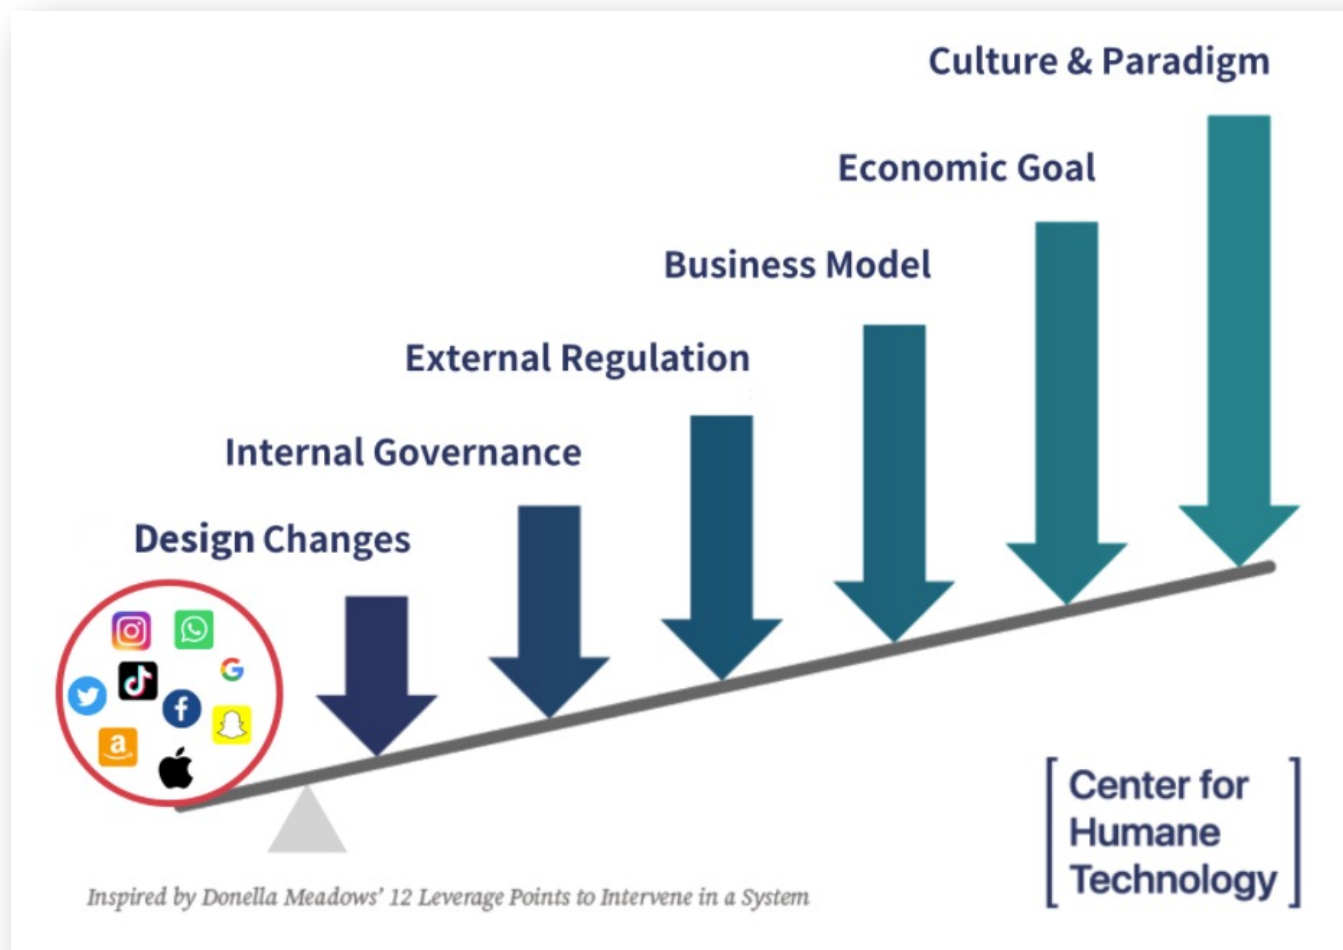 Culture & Paradigm
Economic Goal
Business Model
External Regulation
Internal Governance
Design Changes
G
f
a
Center for
Humane
Technology
Inspired by Donella Meadows' 12 Leverage Points to Intervene in a System